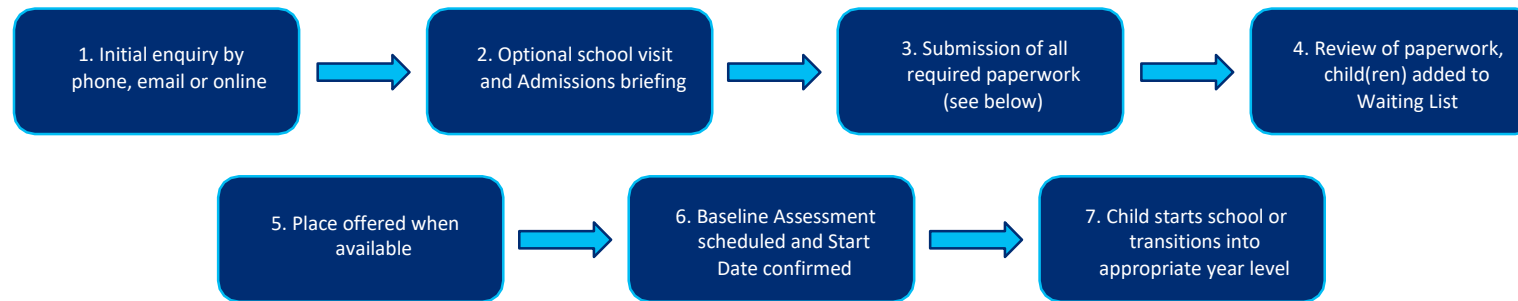 1. Initial enquiry by
phone, email or online
2. Optional school visit
and Admissions briefing
3. Submission of all
required paperwork
(see below)
4. Review of paperwork,
child(ren) added to
Waiting List
5. Place offered when
available
6. Baseline Assessment
scheduled and Start
Date confirmed
7. Child starts school or
transitions into
appropriate year level